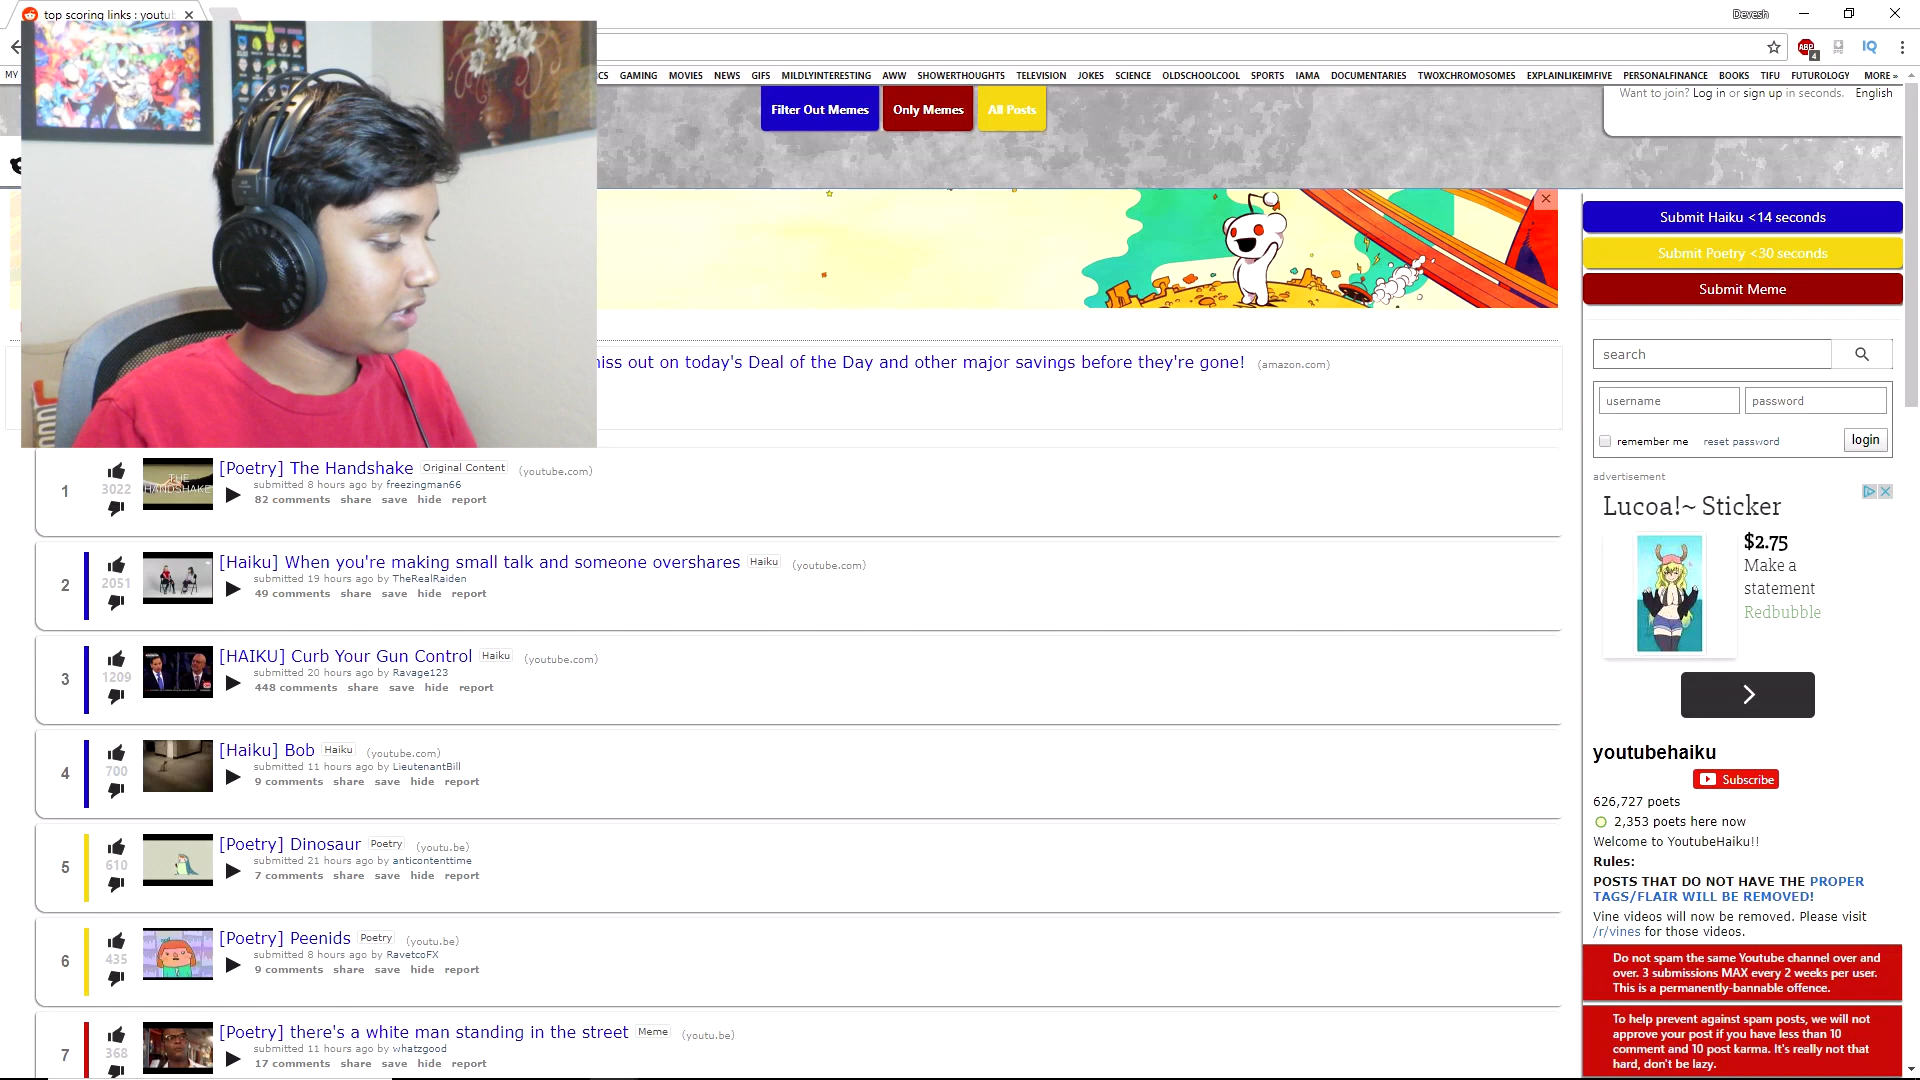 top scoring links : youtu
Devesh
MY
CS GAMING MOVIES NEWS GIFS MILDLYINTERESTING AWW SHOWERTHOUGHTS TELEVISION JOKES SCIENCE OLDSCHOOLCOOL SPORTS IAMA DOCUMENTARIES TWOXCHROMOSOMES EXPLAINLIKEIMFIVE PERSONALFINANCE BOOKS TIFU FUTUROLOGY MORE »
ABP 4
IQ
Filter Out Memes
Only Memes
All Posts
Want to join? Log in or sign up in seconds.
English
niss out on today's Deal of the Day and other major savings before they're gone! (amazon.com)
1
3022
THE HANDSHAKE
[Poetry] The Handshake Original Content (youtube.com)
submitted 8 hours ago by freezingman66
82 comments share save hide report
2
2051
[Haiku] When you're making small talk and someone overshares Haiku (youtube.com)
submitted 19 hours ago by TheRealRaiden
49 comments share save hide report
3
1209
[HAIKU] Curb Your Gun Control Haiku (youtube.com)
submitted 20 hours ago by Ravage123
448 comments share save hide report
4
700
[Haiku] Bob Haiku (youtube.com)
submitted 11 hours ago by LieutenantBill
9 comments share save hide report
5
610
[Poetry] Dinosaur Poetry (youtu.be)
submitted 21 hours ago by anticontenttime
7 comments share save hide report
6
435
[Poetry] Peenids Poetry (youtu.be)
submitted 8 hours ago by RavetcoFX
9 comments share save hide report
7
368
[Poetry] there's a white man standing in the street Meme (youtu.be)
submitted 11 hours ago by whatzgood
17 comments share save hide report
Submit Haiku <14 seconds
Submit Poetry <30 seconds
Submit Meme
search
username
password
remember me
reset password
login
advertisement
Lucoa!~ Sticker
$2.75
Make a
statement
Redbubble
youtubehaiku
Subscribe
626,727 poets
2,353 poets here now
Welcome to YoutubeHaiku!!
Rules:
POSTS THAT DO NOT HAVE THE PROPER
TAGS/FLAIR WILL BE REMOVED!
Vine videos will now be removed. Please visit
/r/vines for those videos.
Do not spam the same Youtube channel over and
over. 3 submissions MAX every 2 weeks per user.
This is a permanently-bannable offence.
To help prevent against spam posts, we will not
approve your post if you have less than 10
comment and 10 post karma. It's really not that
hard, don't be lazy.